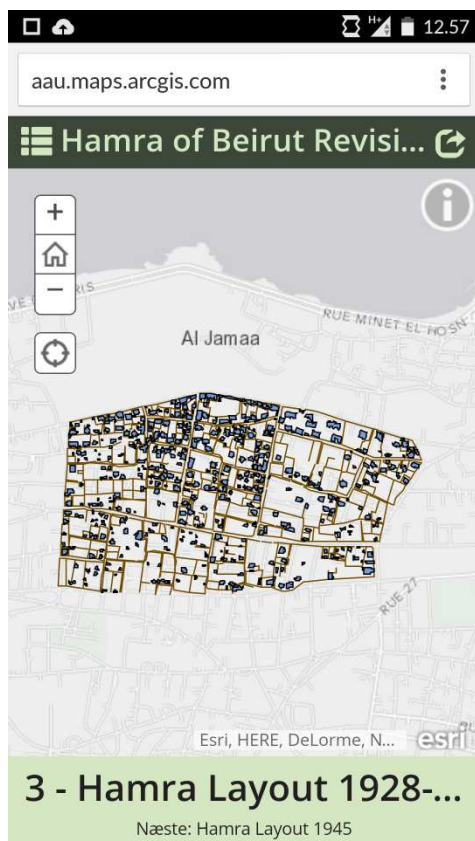 H+ 12.57
aau.maps.arcgis.com
Hamra of Beirut Revisi...
+
−
RUE MINET EL HOSN
Al Jamaa
RUE 27
Esri, HERE, DeLorme, N...
esri
3 - Hamra Layout 1928-...
Næste: Hamra Layout 1945